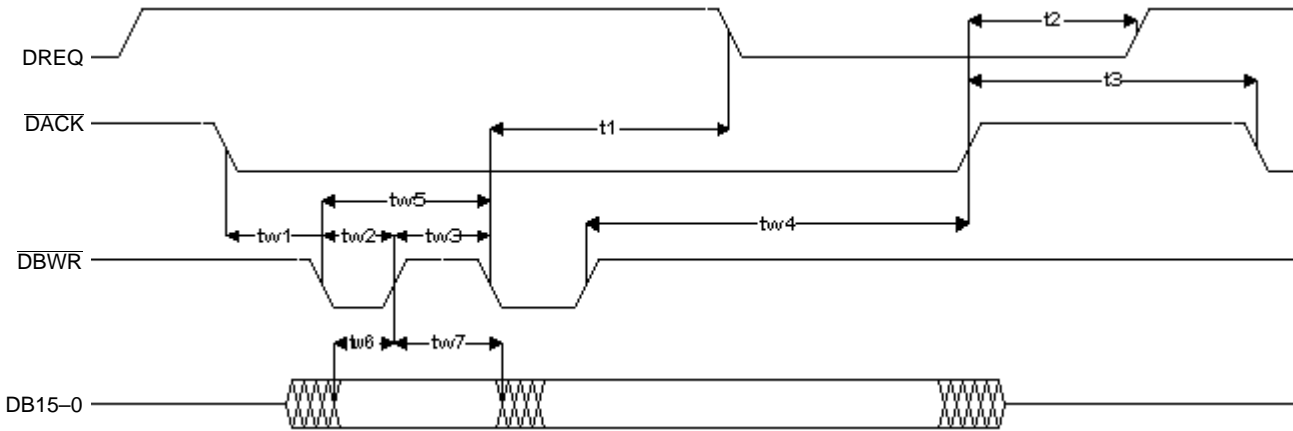 t2
DREQ
t3
DACK
t1
tw5
tw4
tw1
tw2
tw3
DBWR
tw6
tw7
DB15–0